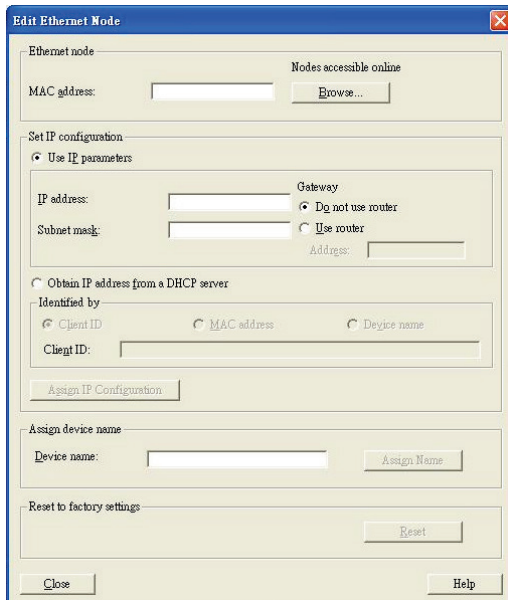 Edit Ethernet Node
Ethernet node
Nodes accessible online
MAC address:
Browse...
Set IP configuration
Use IP parameters
Gateway
IP address:
Do not use router
Subnet mask:
Use router
Address:
Obtain IP address from a DHCP server
Identified by
Client ID
MAC address
Device name
Client ID:
Assign IP Configuration
Assign device name
Device name:
Assign Name
Reset to factory settings
Reset
Close
Help